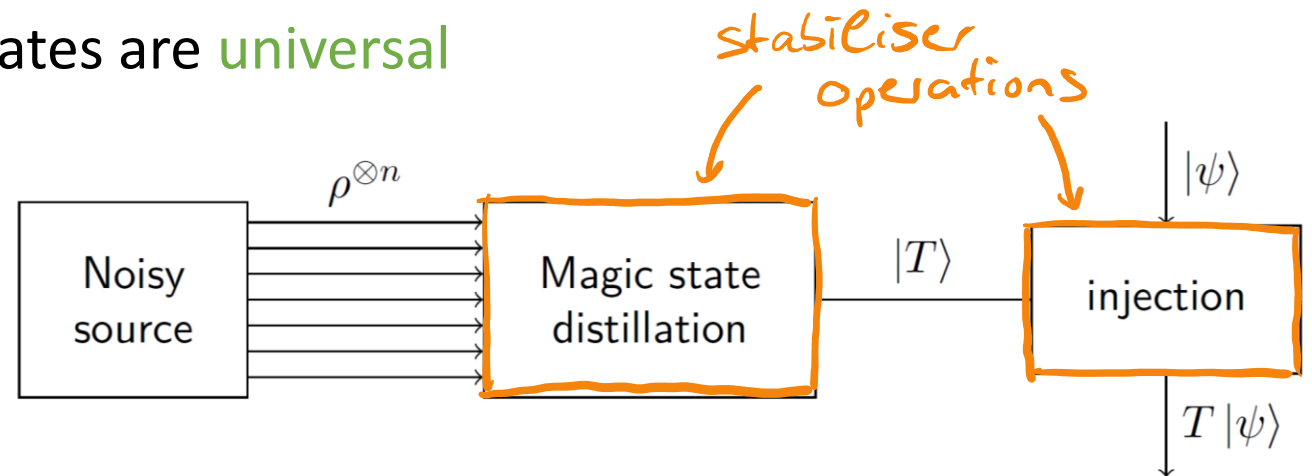 ates are universal
stabiliser
operations
ρ^{⊗n}
|ψ⟩
Noisy
source
Magic state
distillation
|T⟩
injection
T |ψ⟩